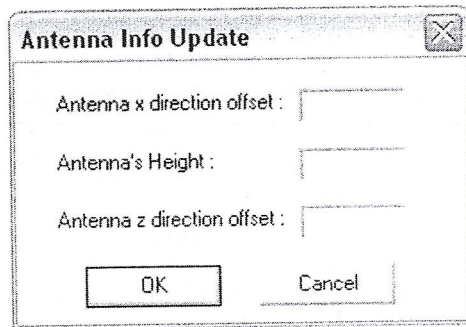 Antenna Info Update
Antenna x direction offset :
Antenna's Height :
Antenna z direction offset :
OK Cancel